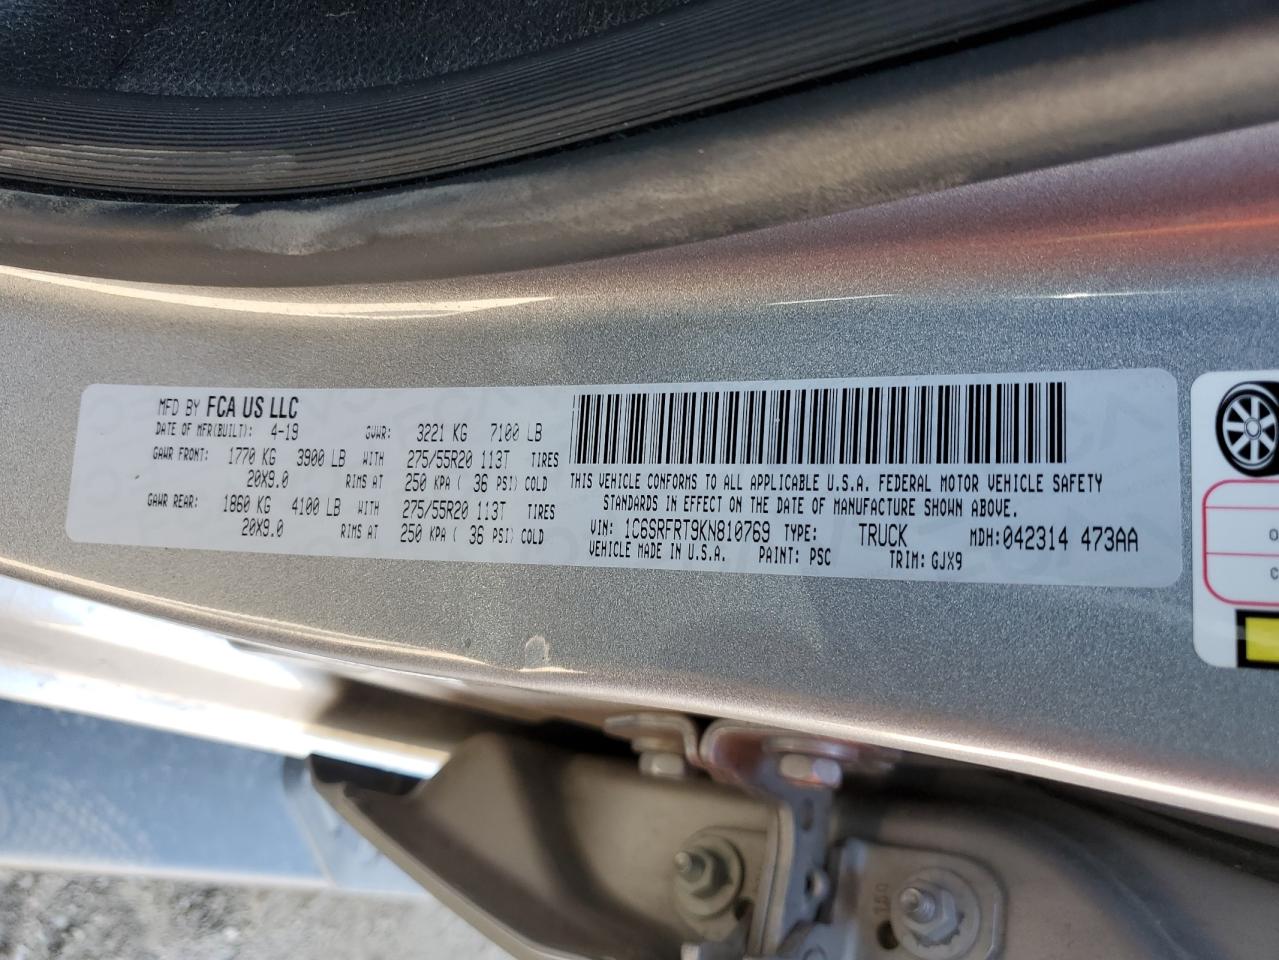 MFD BY FCA US LLC
DATE OF MFR(BUILT): 4-19 GVWR: 3221 KG 7100 LB
GAWR FRONT: 1770 KG 3900 LB WITH 275/55R20 113T TIRES
20X9.0 RIMS AT 250 KPA ( 36 PSI) COLD
GAWR REAR: 1860 KG 4100 LB WITH 275/55R20 113T TIRES
20X9.0 RIMS AT 250 KPA ( 36 PSI) COLD
THIS VEHICLE CONFORMS TO ALL APPLICABLE U.S.A. FEDERAL MOTOR VEHICLE SAFETY
STANDARDS IN EFFECT ON THE DATE OF MANUFACTURE SHOWN ABOVE.
VIN: 1C6SRFRT9KN810769 TYPE: TRUCK MDH:042314 473AA
VEHICLE MADE IN U.S.A. PAINT: PSC TRIM: GJX9